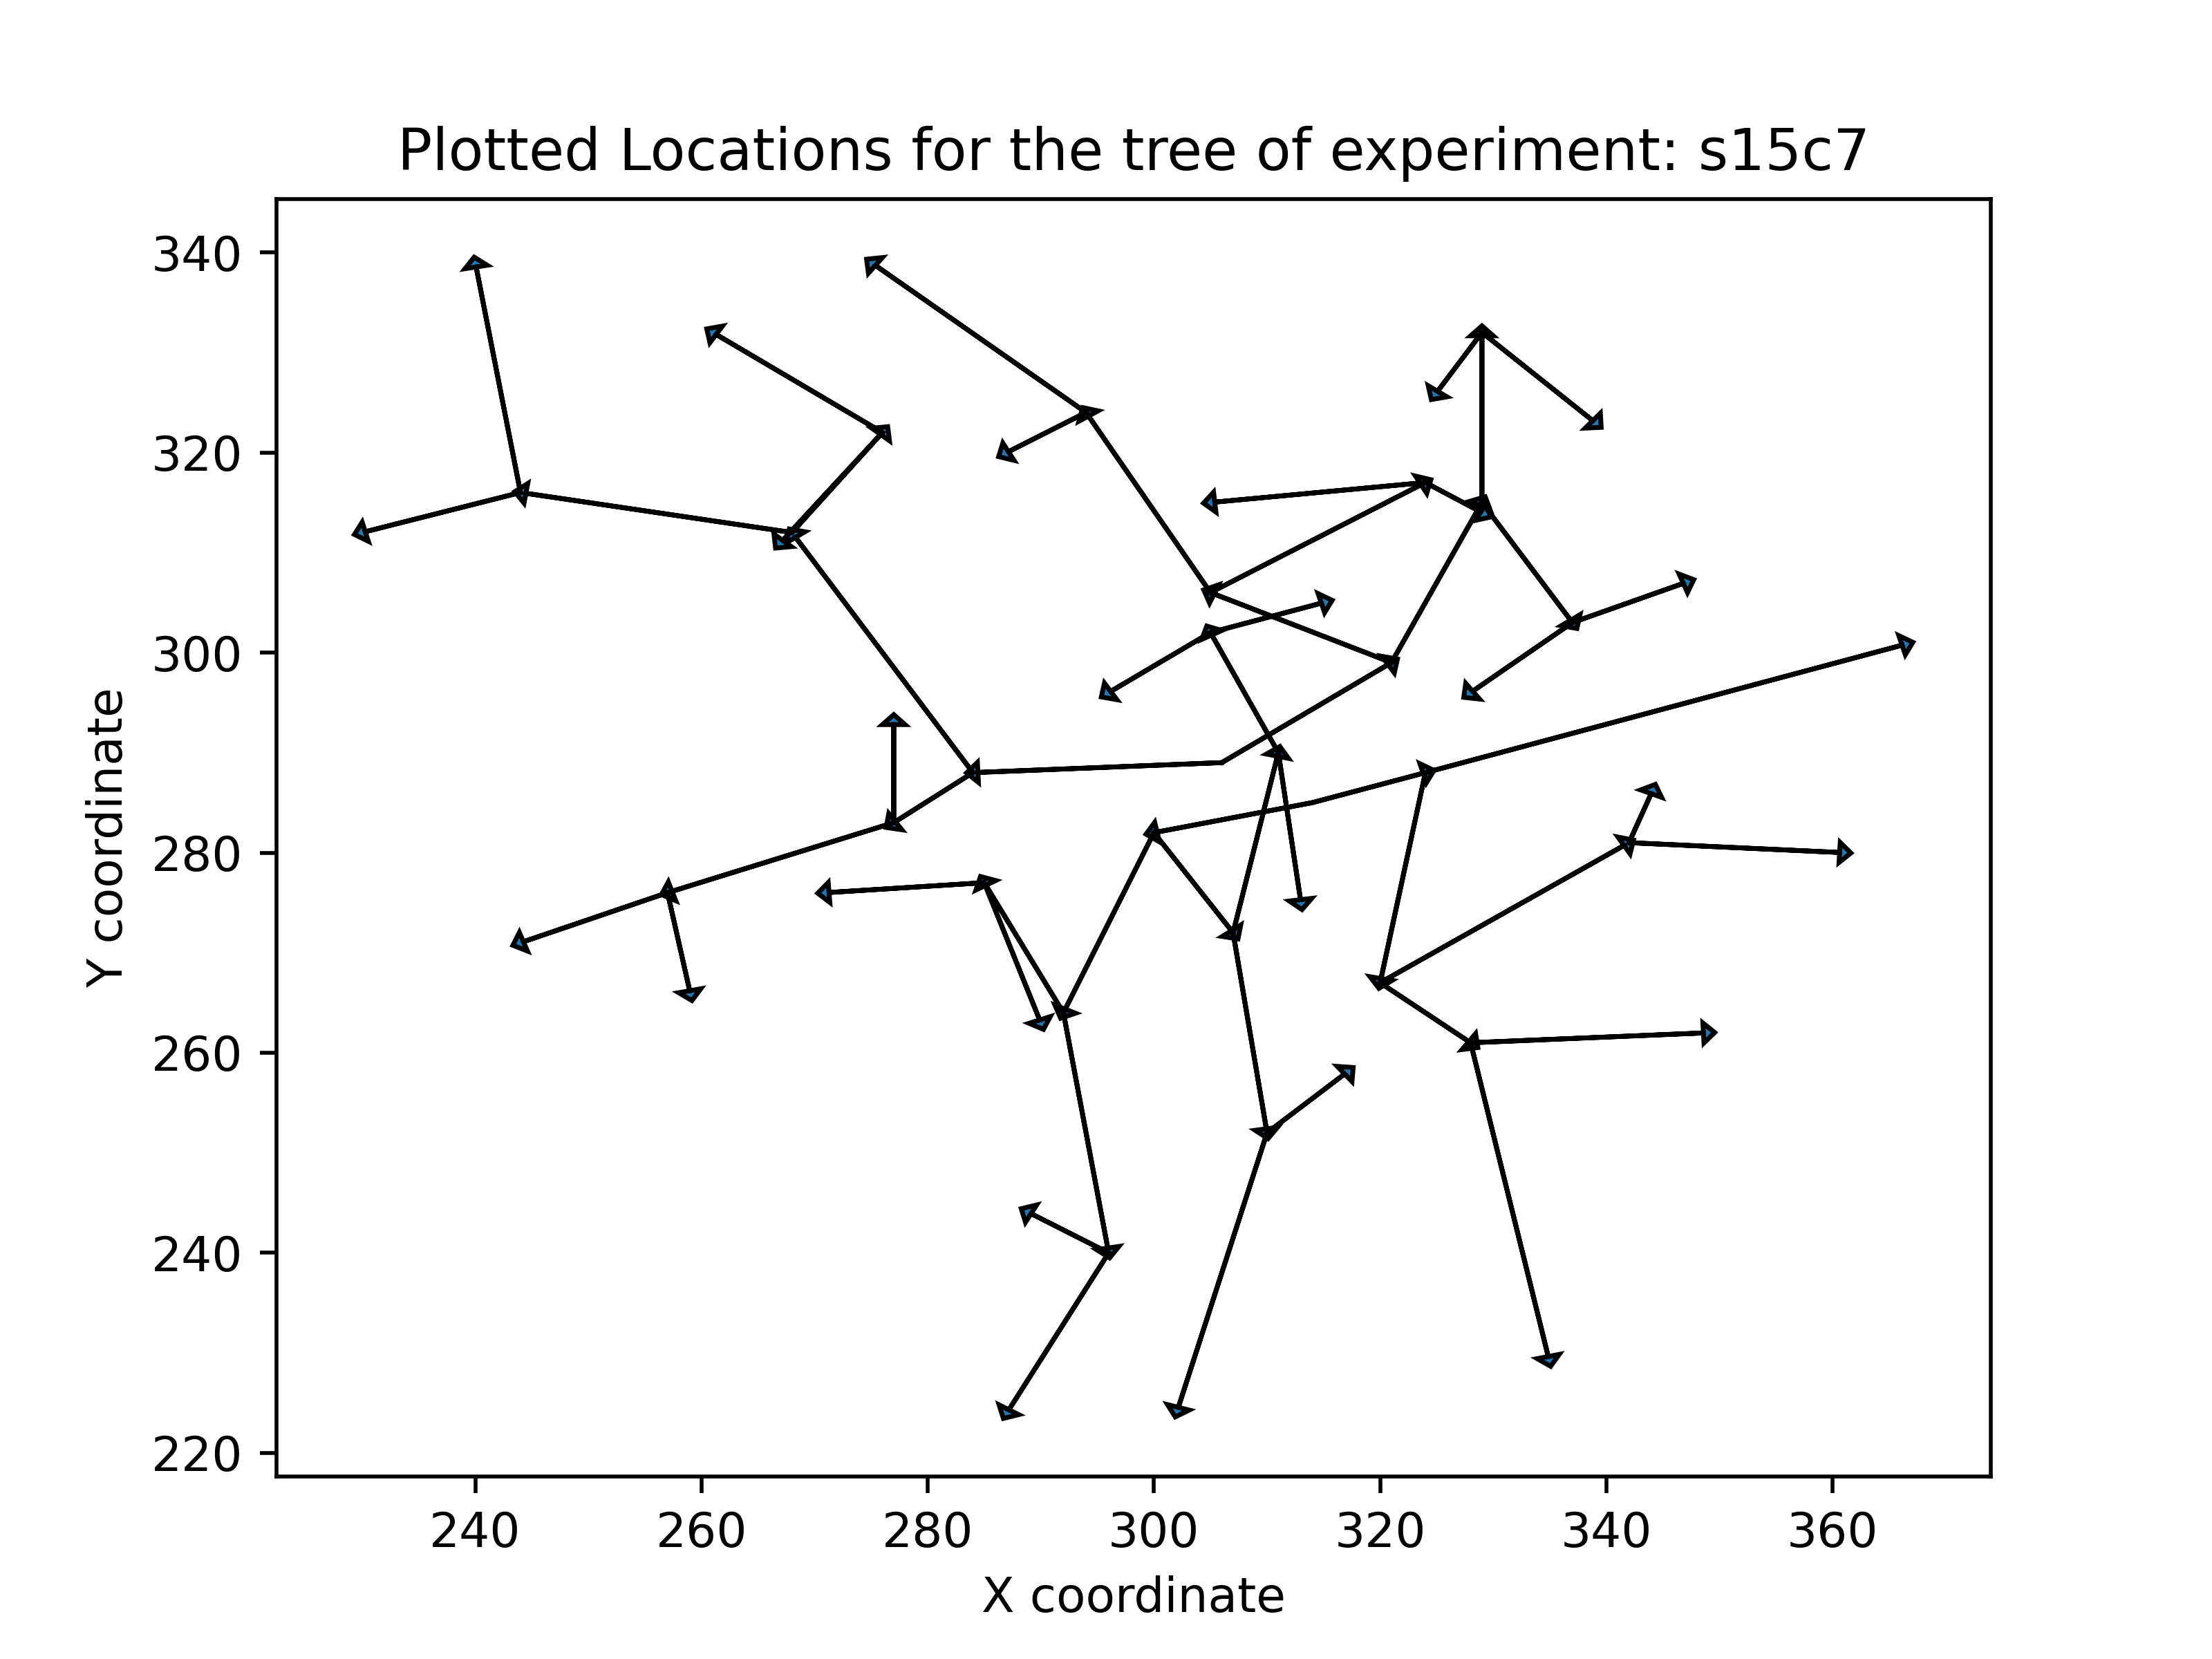 Plotted Locations for the tree of experiment: s15c7
340
320
300
280
260
240
220
Y coordinate
240 260 280 300 320 340 360
X coordinate